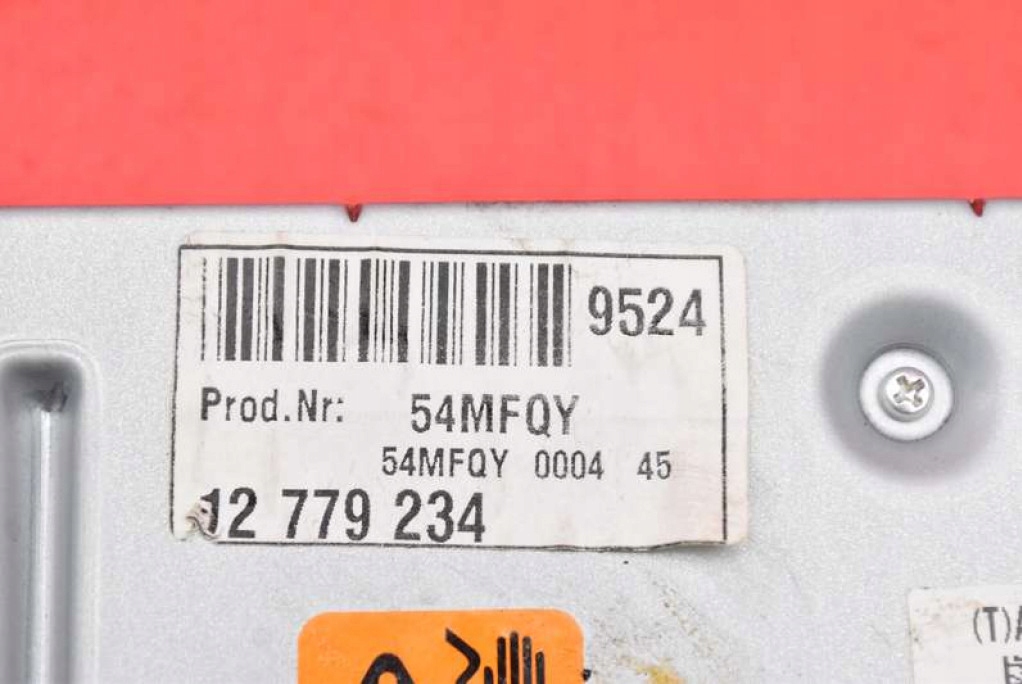 9524
Prod.Nr: 54MFQY
54MFQY 0004 45
12 779 234
(T)A